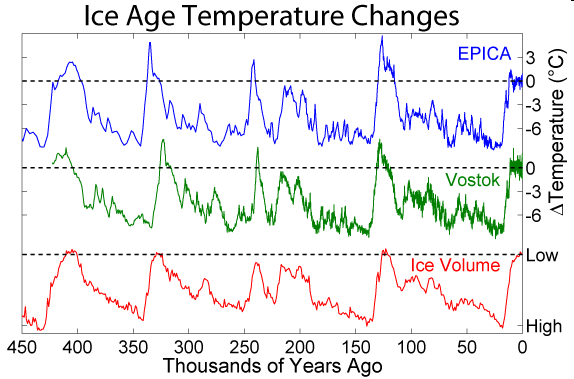 Ice Age Temperature Changes
EPICA
3
0
-3
-6
Vostok
0
-3
-6
ΔTemperature (°C)
Ice Volume
Low
High
450 400 350 300 250 200 150 100 50 0
Thousands of Years Ago